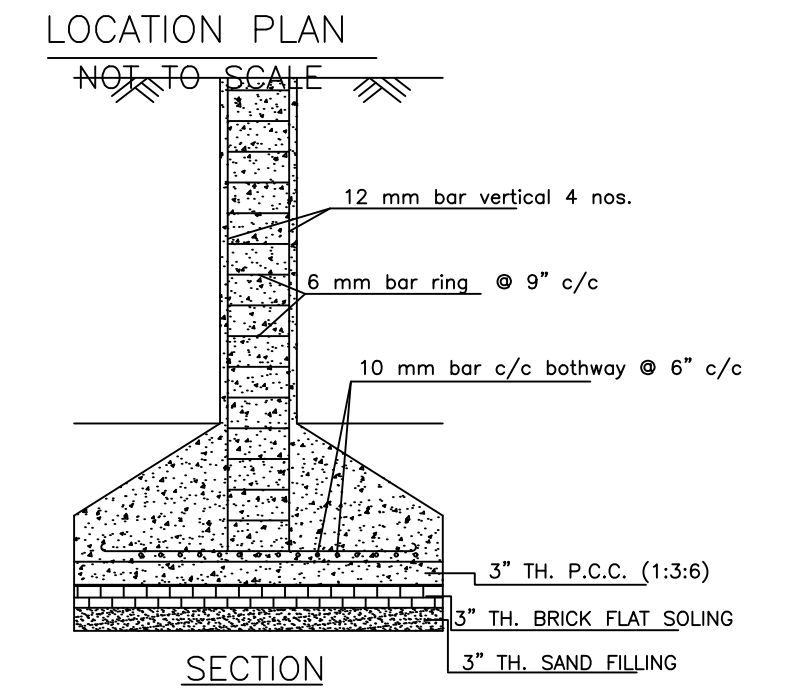 LOCATION PLAN
NOT TO SCALE
12 mm bar vertical 4 nos.
6 mm bar ring @ 9” c/c
10 mm bar c/c bothway @ 6” c/c
3” TH. P.C.C. (1:3:6)
3” TH. BRICK FLAT SOLING
3” TH. SAND FILLING
SECTION